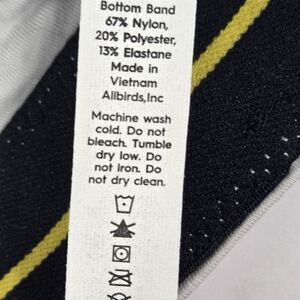 Bottom Band
67% Nylon,
20% Polyester,
13% Elastane
Made in
Vietnam
Allbirds,Inc
Machine wash
cold. Do not
bleach. Tumble
dry low. Do
not iron. Do
not dry clean.